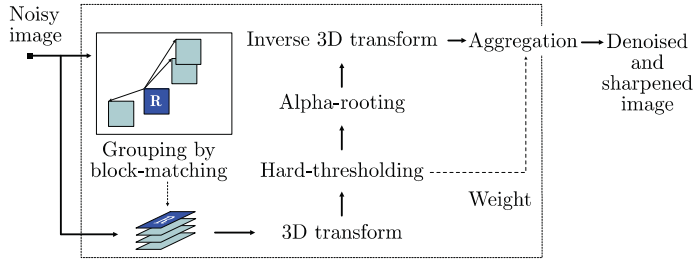 Noisy
image
R
Grouping by
block-matching
R
3D transform
Hard-thresholding
Weight
Alpha-rooting
Inverse 3D transform
Aggregation
Denoised
and
sharpened
image